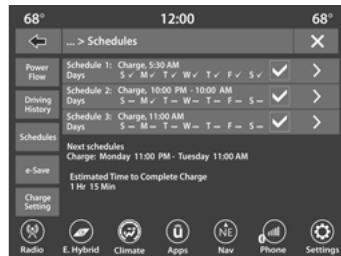 68° 12:00 68°
... > Schedules X
Power Flow
Schedule 1: Charge, 5:30 AM
Days S ✓ M ✓ T ✓ W ✓ T ✓ F ✓ S ✓
Driving History
Schedule 2: Charge, 10:00 PM - 10:00 AM
Days S – M – T – W – T – F – S –
Schedules
Schedule 3: Charge, 11:00 AM
Days S – M – T – W – T – F – S –
Next schedules
Charge: Monday 11:00 PM - Tuesday 11:00 AM
e-Save
Estimated Time to Complete Charge
1 Hr 15 Min
Charge Setting
Radio E. Hybrid Climate Apps Nav Phone Settings